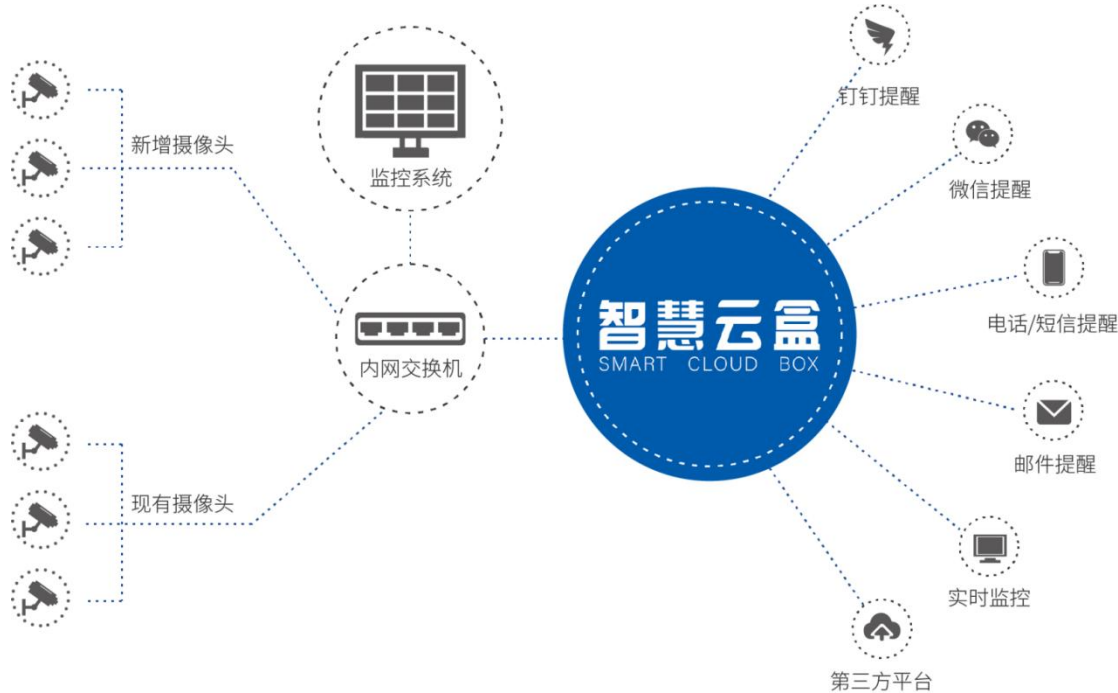 钉钉提醒
新增摄像头
监控系统
微信提醒
智慧云盒
SMART CLOUD BOX
电话/短信提醒
内网交换机
邮件提醒
现有摄像头
实时监控
第三方平台